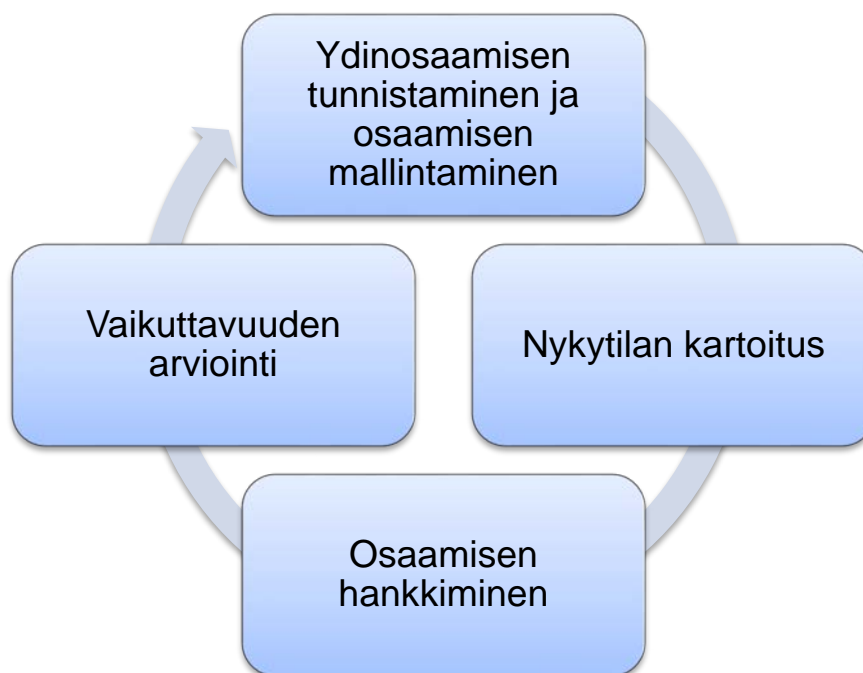 Ydinosaamisen
tunnistaminen ja
osaamisen
mallintaminen
Nykytilan kartoitus
Osaamisen
hankkiminen
Vaikuttavuuden
arviointi